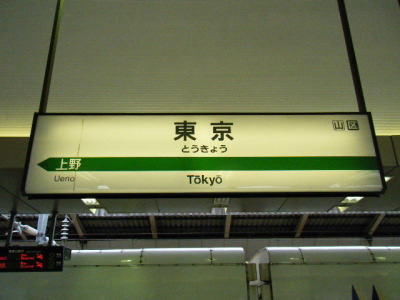 東京
とうきょう
山 区
上野
Ueno
Tōkyō